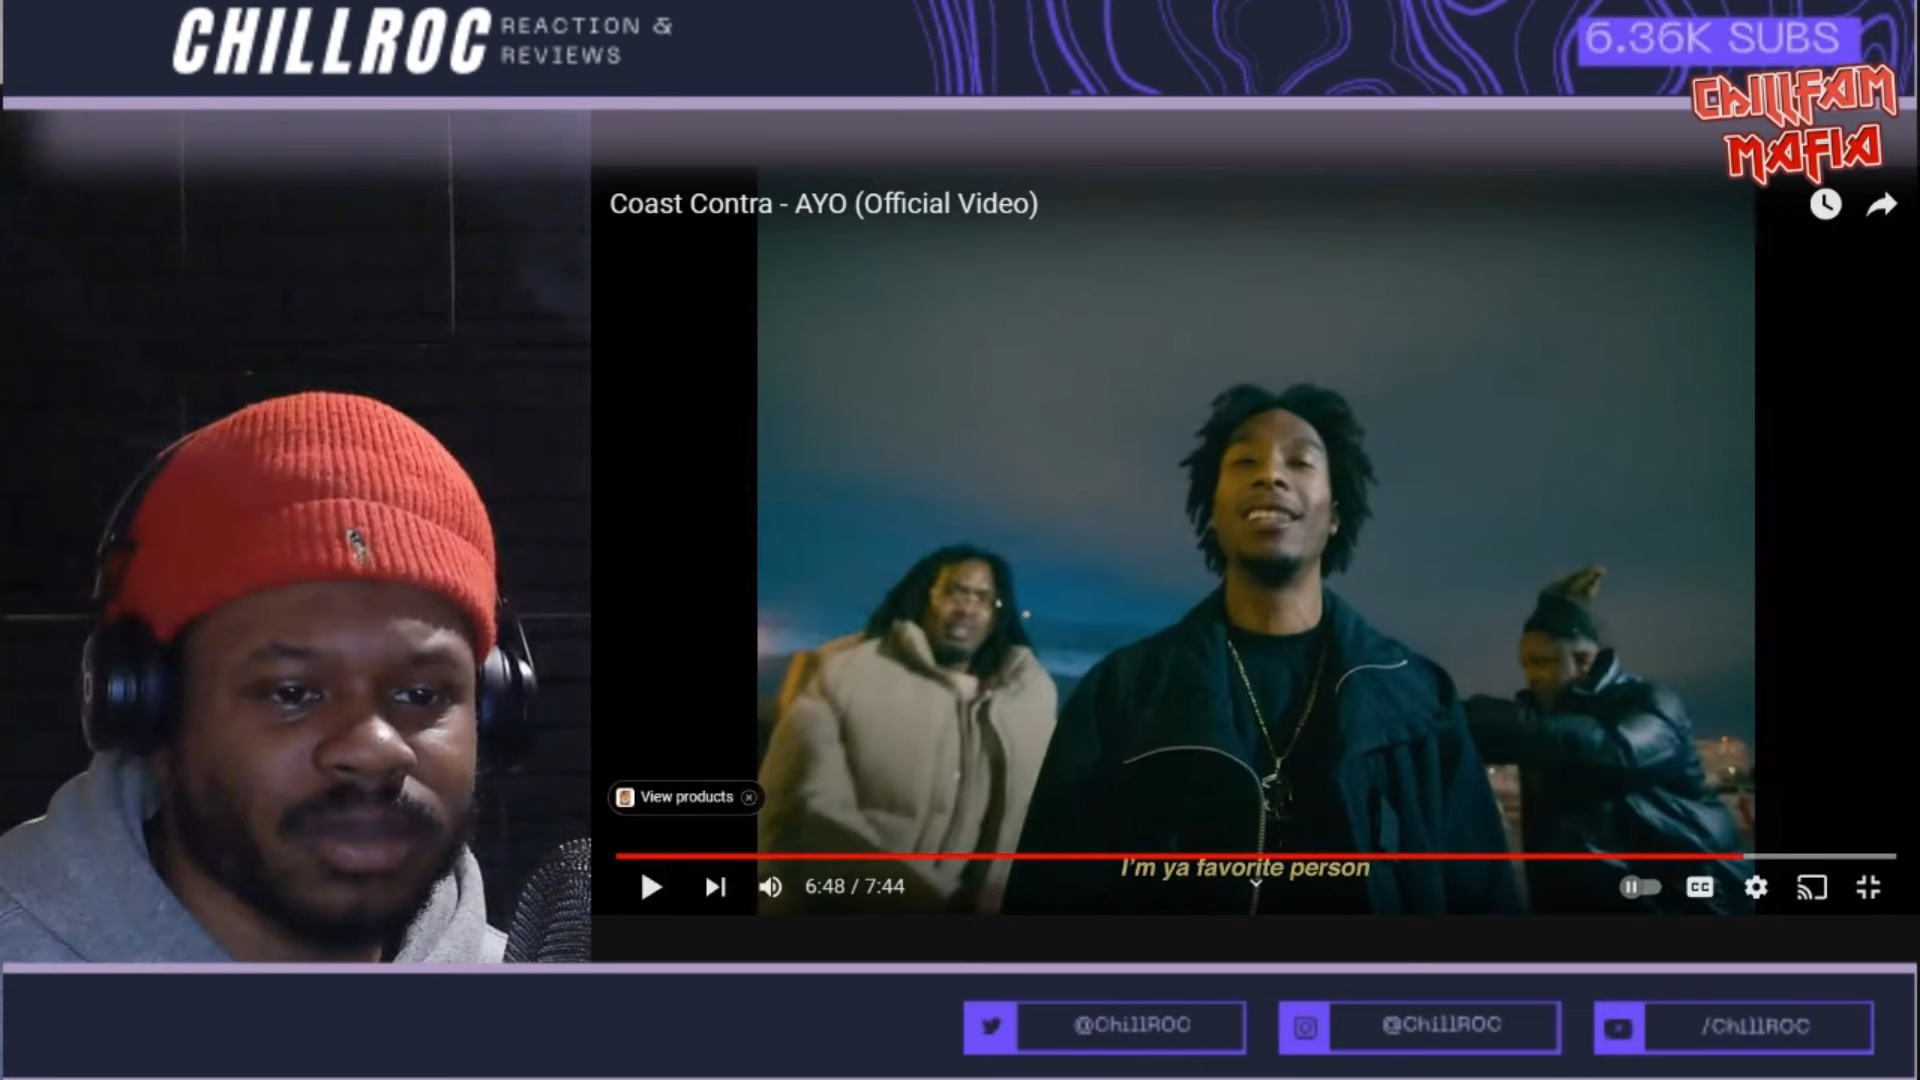 CHILLROC
REACTION &
REVIEWS
6.36K SUBS
ChillFAM
MAFIA
Coast Contra - AYO (Official Video)
View products
I'm ya favorite person
6:48 / 7:44
CC
@ChillROC
@ChillROC
/ChillROC